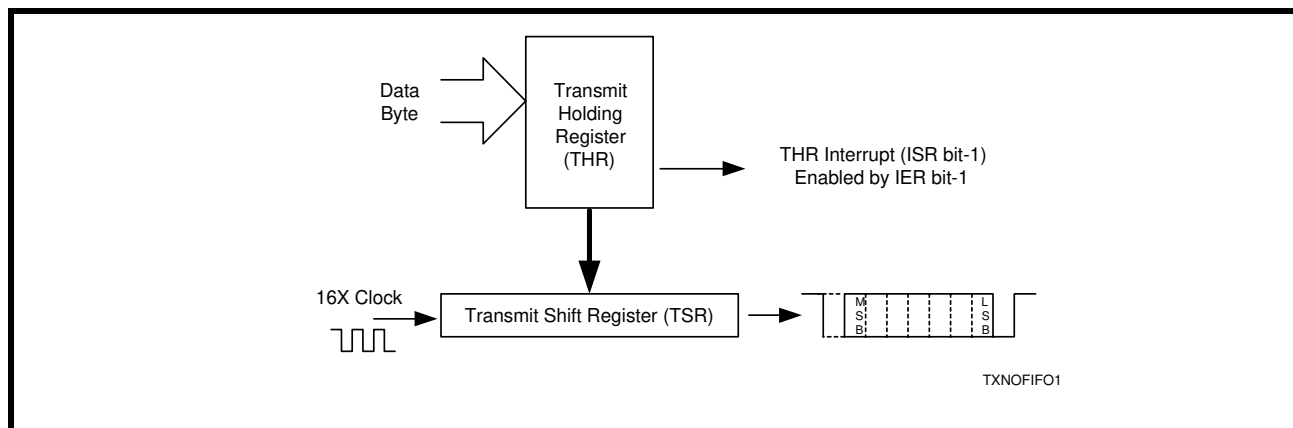 Data
Byte
Transmit
Holding
Register
(THR)
THR Interrupt (ISR bit-1)
Enabled by IER bit-1
16X Clock
Transmit Shift Register (TSR)
M
S
B
L
S
B
TXNOFIFO1